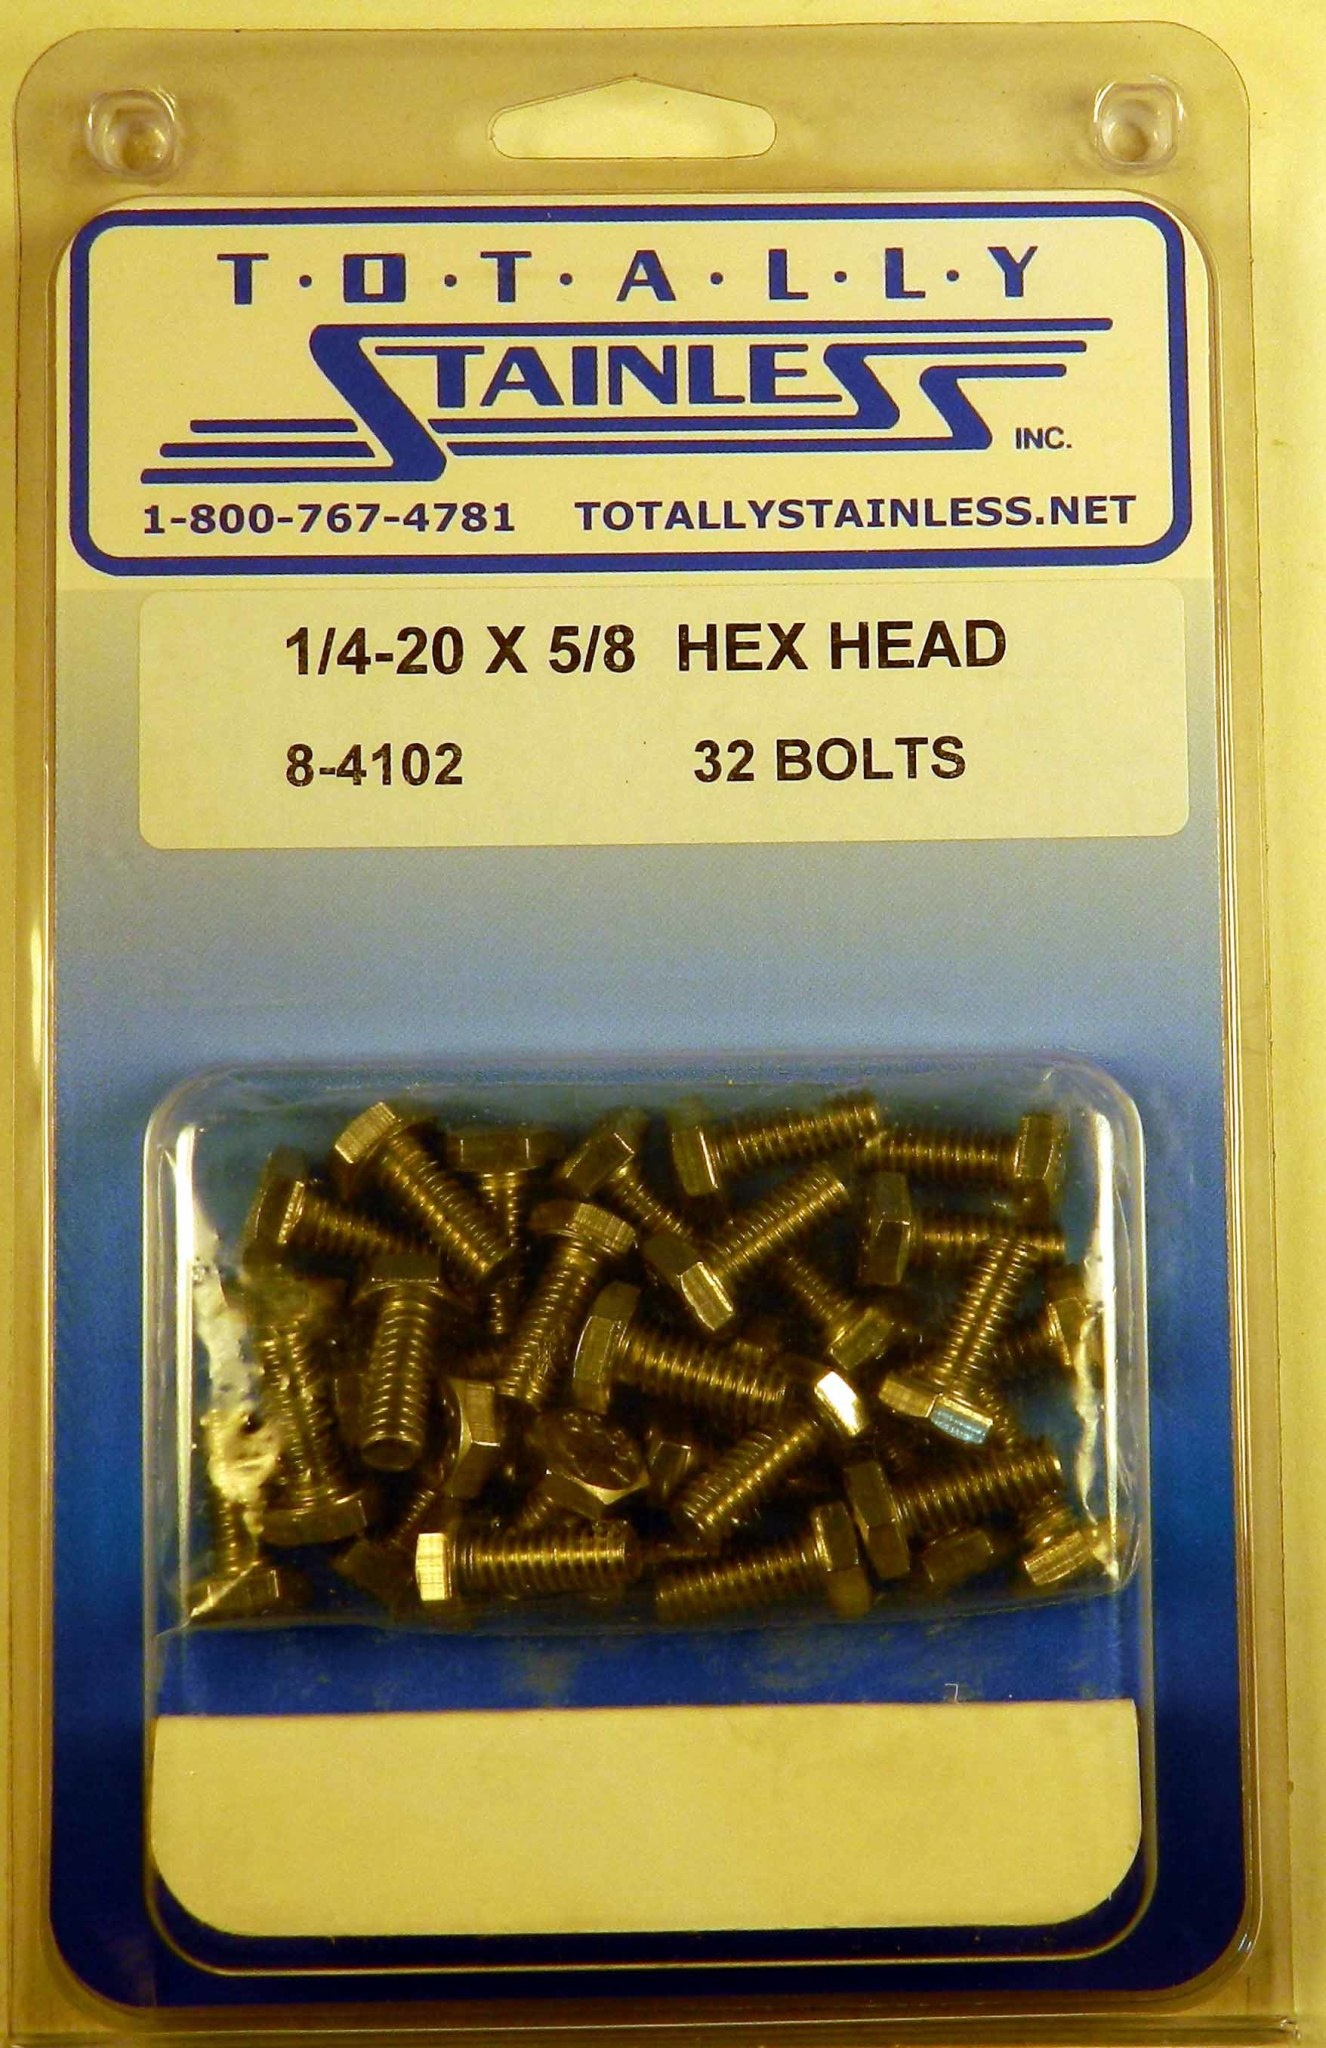 T·O·T·A·L·L·Y
STAINLESS INC.
1-800-767-4781 TOTALLYSTAINLESS.NET
1/4-20 X 5/8 HEX HEAD
8-4102 32 BOLTS